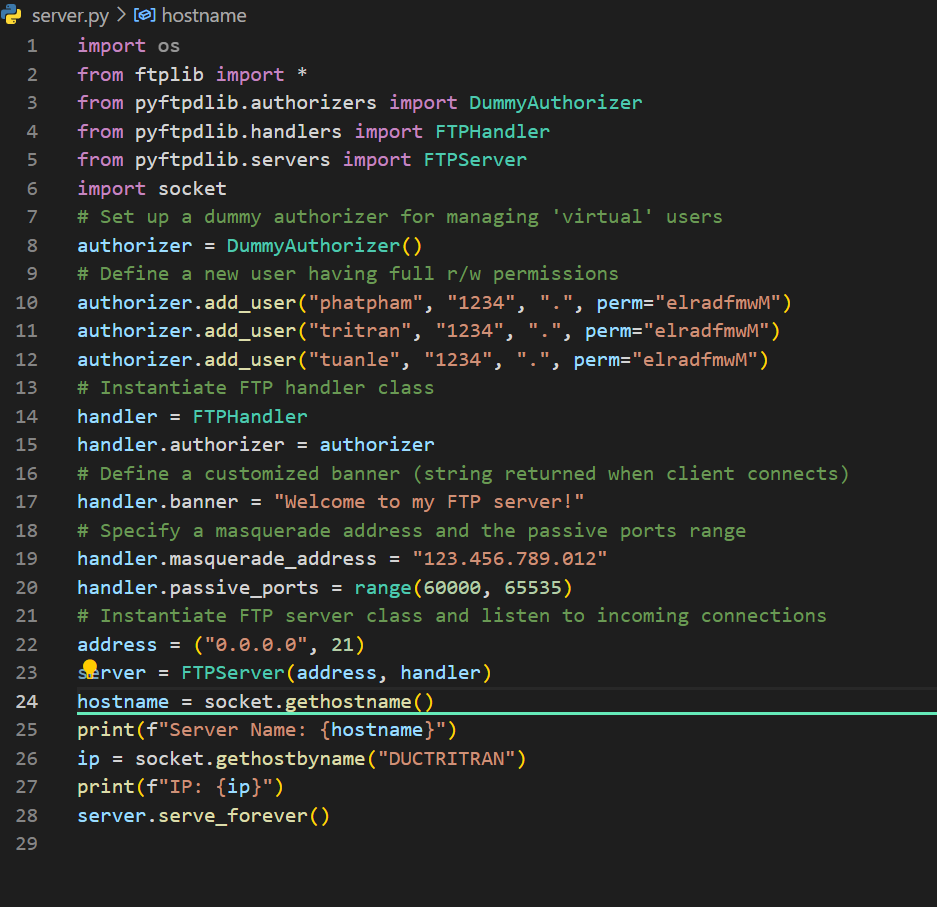 server.py > hostname
1 import os
2 from ftplib import *
3 from pyftpdlib.authorizers import DummyAuthorizer
4 from pyftpdlib.handlers import FTPHandler
5 from pyftpdlib.servers import FTPServer
6 import socket
7 # Set up a dummy authorizer for managing 'virtual' users
8 authorizer = DummyAuthorizer()
9 # Define a new user having full r/w permissions
10 authorizer.add_user("phatpham", "1234", ".", perm="elradfmwM")
11 authorizer.add_user("tritran", "1234", ".", perm="elradfmwM")
12 authorizer.add_user("tuanle", "1234", ".", perm="elradfmwM")
13 # Instantiate FTP handler class
14 handler = FTPHandler
15 handler.authorizer = authorizer
16 # Define a customized banner (string returned when client connects)
17 handler.banner = "Welcome to my FTP server!"
18 # Specify a masquerade address and the passive ports range
19 handler.masquerade_address = "123.456.789.012"
20 handler.passive_ports = range(60000, 65535)
21 # Instantiate FTP server class and listen to incoming connections
22 address = ("0.0.0.0", 21)
23 server = FTPServer(address, handler)
24 hostname = socket.gethostname()
25 print(f"Server Name: {hostname}")
26 ip = socket.gethostbyname("DUCTRITRAN")
27 print(f"IP: {ip}")
28 server.serve_forever()
29